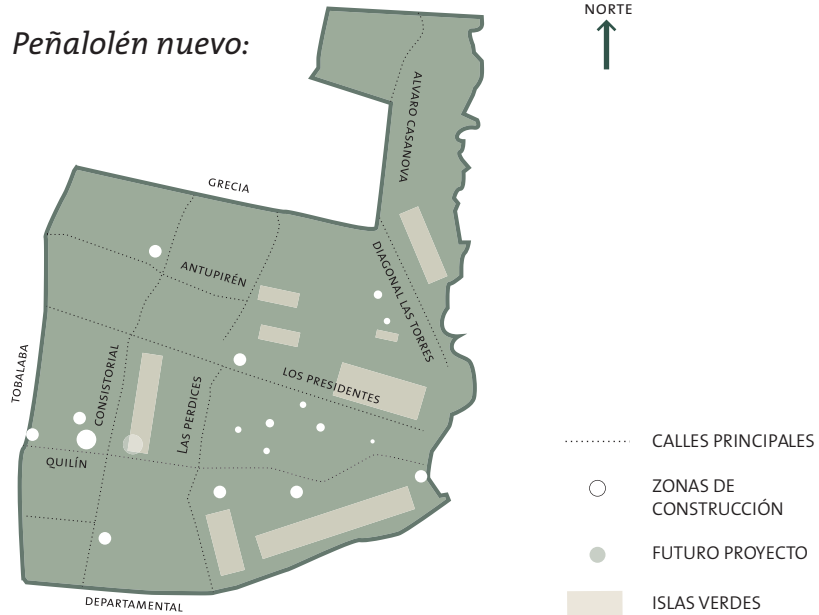 NORTE
Peñalolén nuevo:
ALVARO CASANOVA
GRECIA
ANTUPIRÉN
DIAGONAL LAS TORRES
TOBALABA
CONSISTORIAL
LAS PERDICES
LOS PRESIDENTES
QUILÍN
DEPARTAMENTAL
CALLES PRINCIPALES
ZONAS DE
CONSTRUCCIÓN
FUTURO PROYECTO
ISLAS VERDES